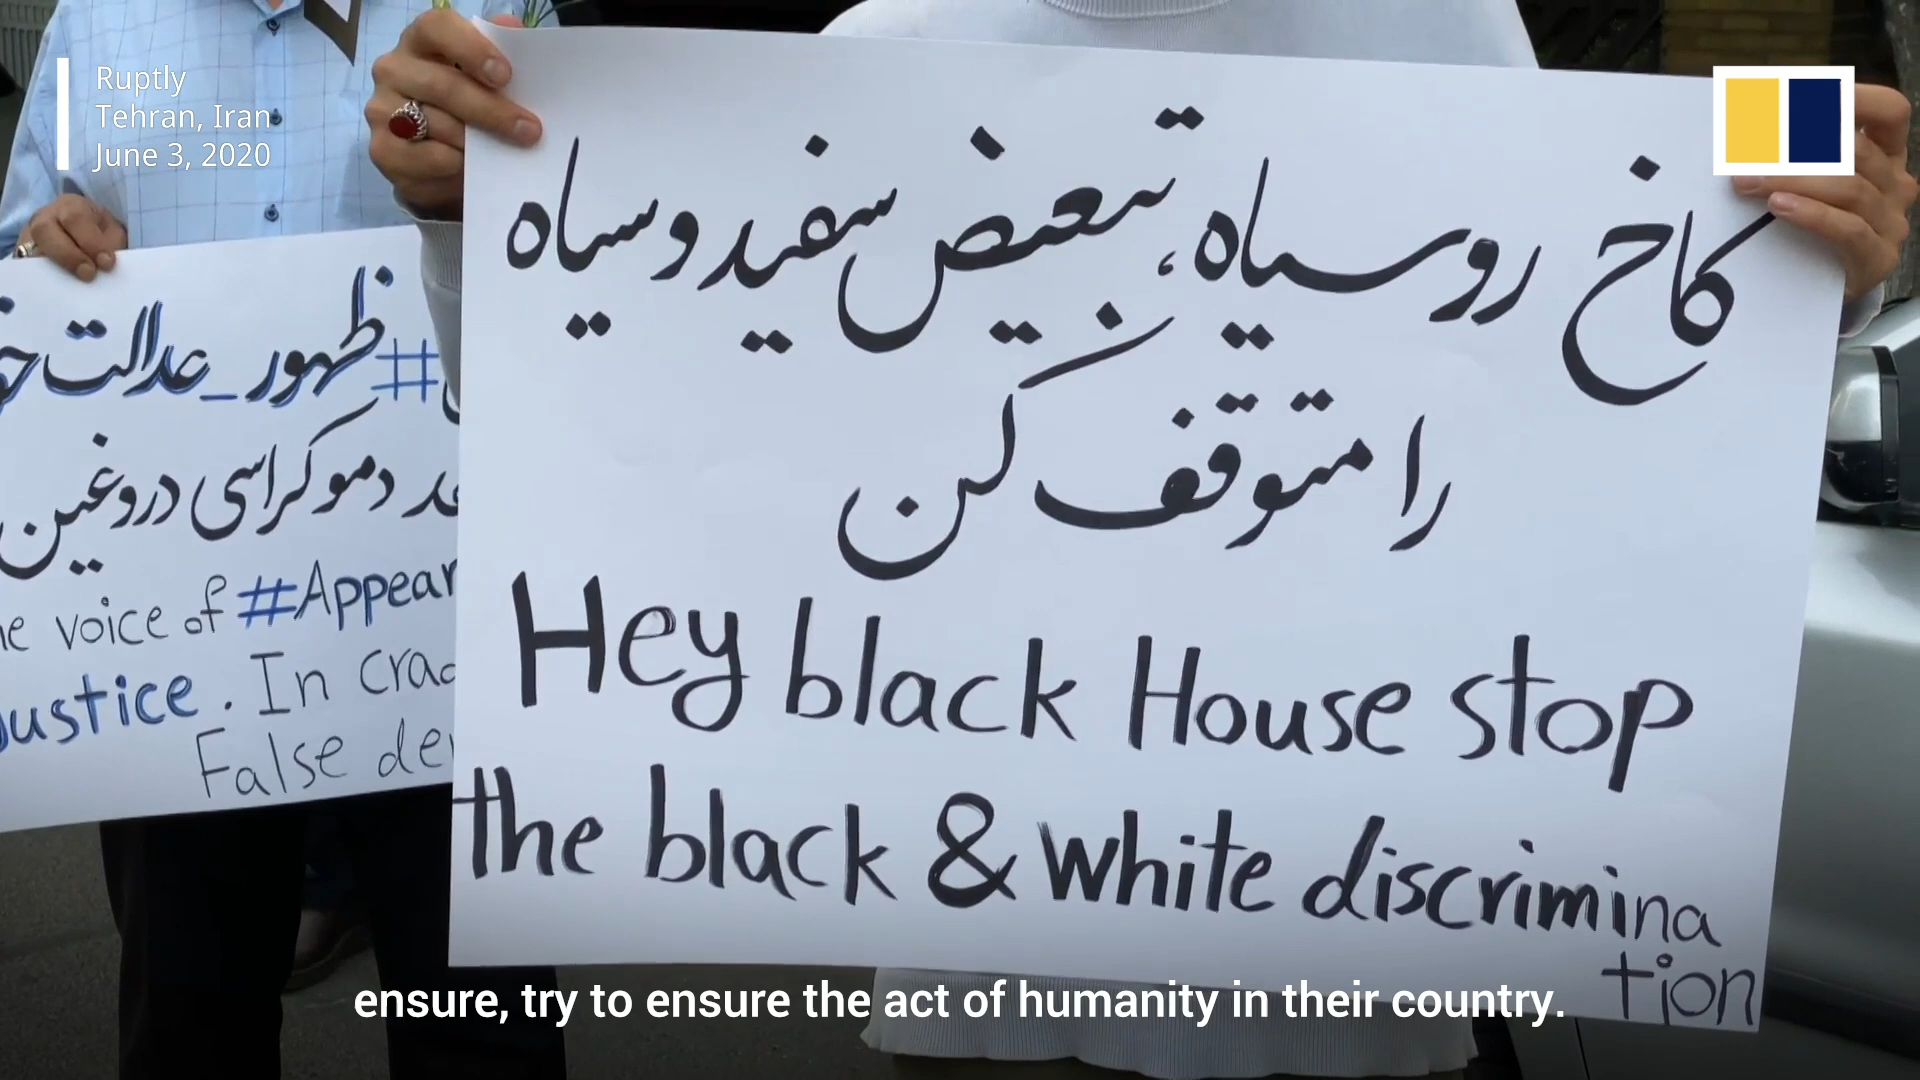 Ruptly
Tehran, Iran
June 3, 2020
کاخ روسیاه، تبعیض سفید و سیاه
را متوقف کن
Hey black House stop
the black & white discrimina
tion
#ظهور_عدالت
دموکراسی دروغین
voice of #Appear
Justice. In crac
False de
ensure, try to ensure the act of humanity in their country.